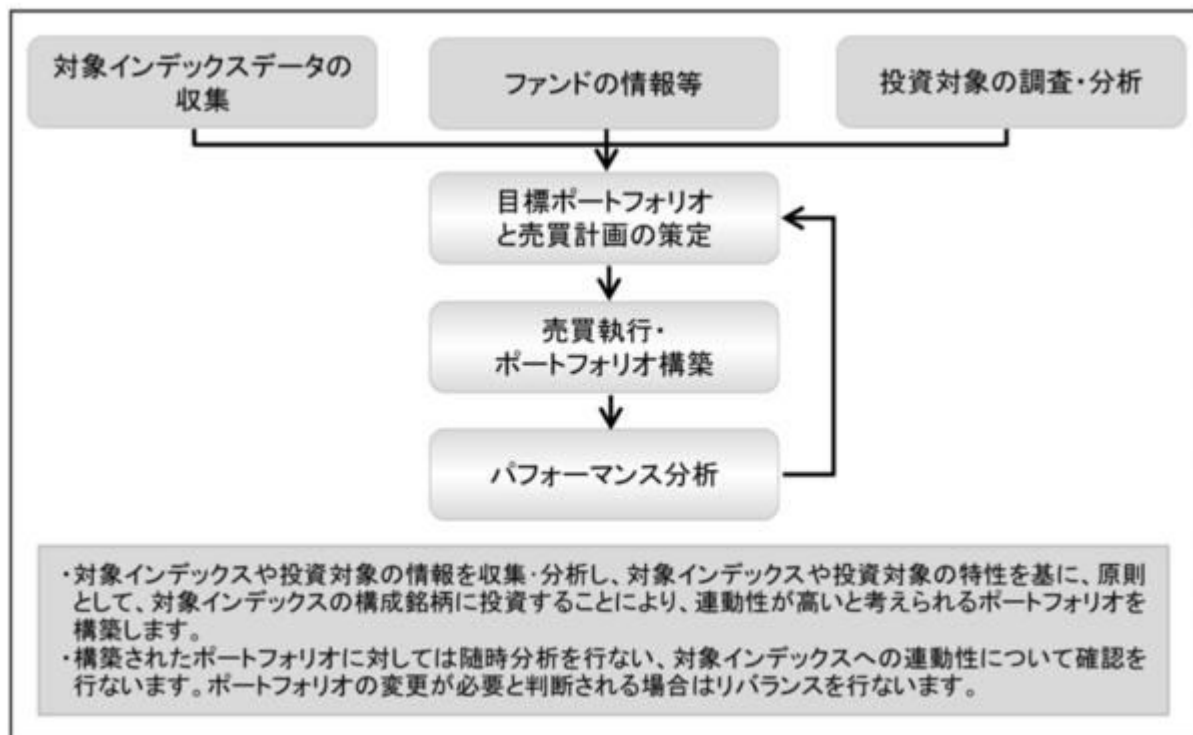 対象インデックスデータの
収集
ファンドの情報等
投資対象の調査・分析
目標ポートフォリオ
と売買計画の策定
売買執行・
ポートフォリオ構築
パフォーマンス分析
・対象インデックスや投資対象の情報を収集・分析し、対象インデックスや投資対象の特性を基に、原則
として、対象インデックスの構成銘柄に投資することにより、連動性が高いと考えられるポートフォリオを
構築します。
・構築されたポートフォリオに対しては随時分析を行ない、対象インデックスへの連動性について確認を
行ないます。ポートフォリオの変更が必要と判断される場合はリバランスを行ないます。